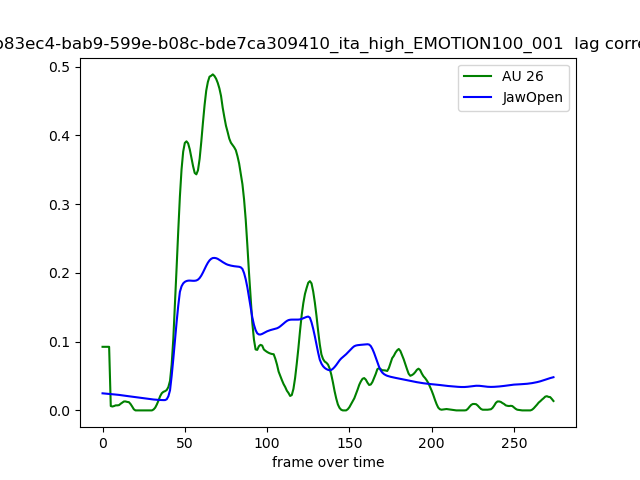 b83ec4-bab9-599e-b08c-bde7ca309410_ita_high_EMOTION100_001 lag corre
AU 26
JawOpen
0.5
0.4
0.3
0.2
0.1
0.0
0 50 100 150 200 250
frame over time